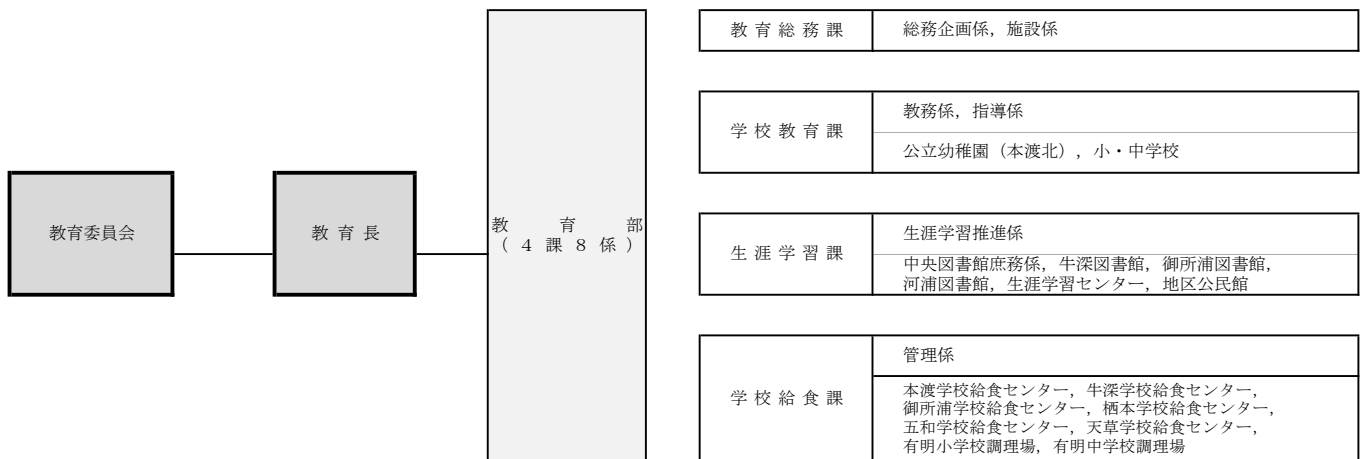 教育総務課
総務企画係，施設係
学校教育課
教務係，指導係
公立幼稚園（本渡北），小・中学校
教育委員会
教育長
教育部
（４課８係）
生涯学習課
生涯学習推進係
中央図書館庶務係，牛深図書館，御所浦図書館，
河浦図書館，生涯学習センター，地区公民館
学校給食課
管理係
本渡学校給食センター，牛深学校給食センター，
御所浦学校給食センター，栖本学校給食センター，
五和学校給食センター，天草学校給食センター，
有明小学校調理場，有明中学校調理場